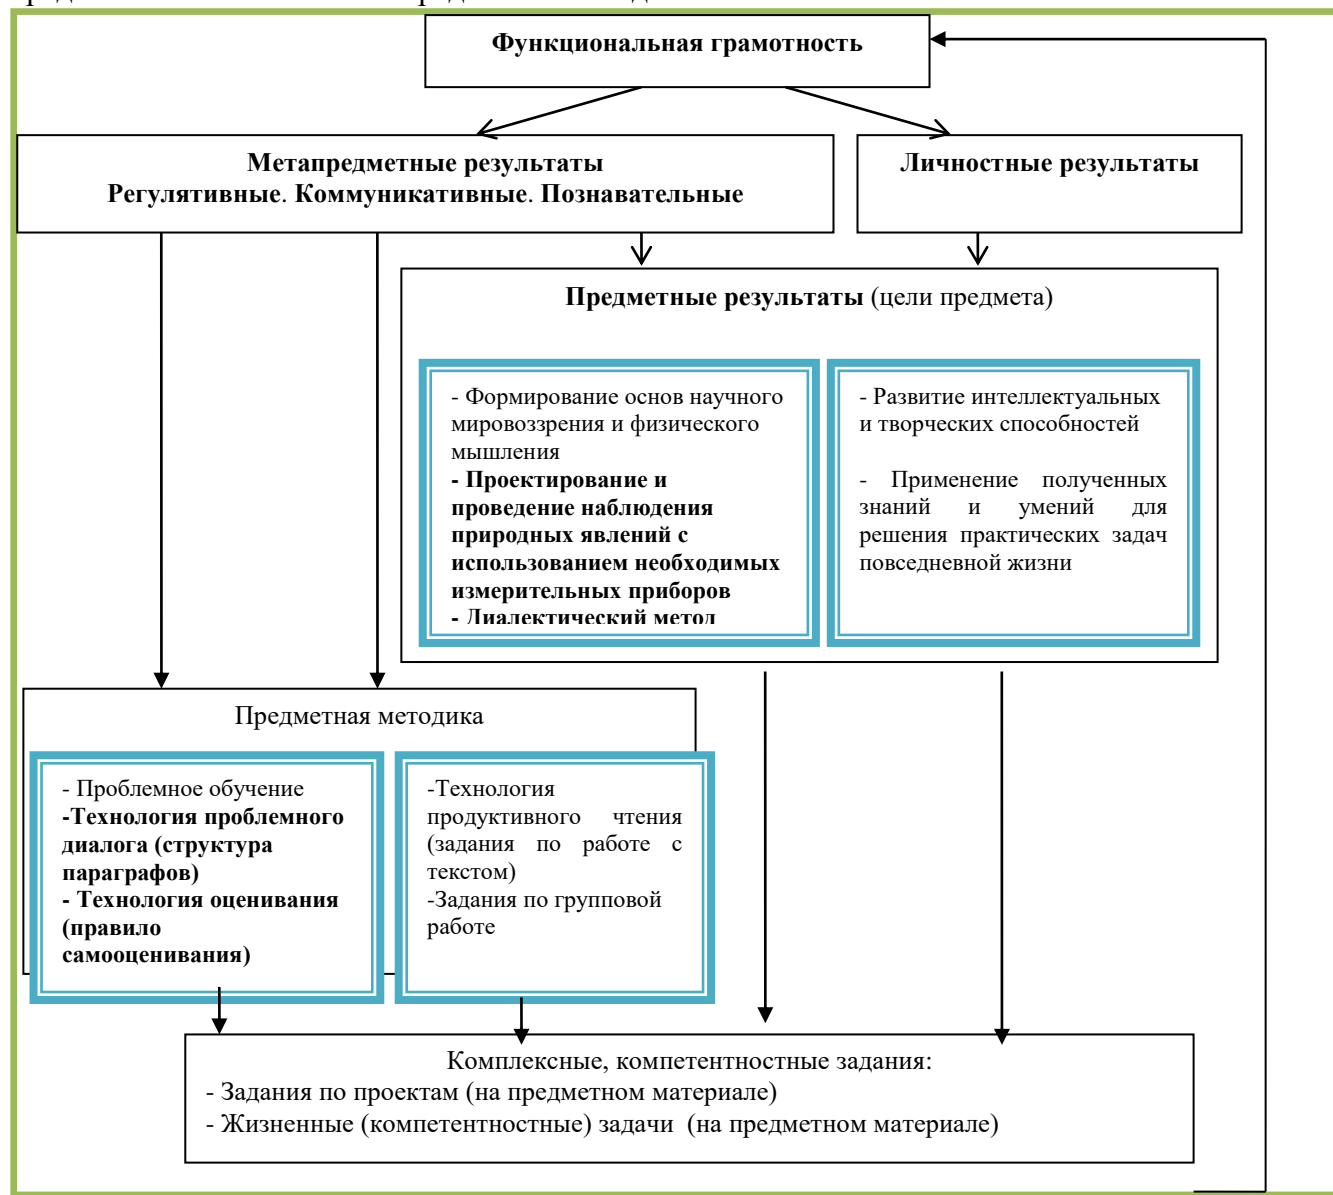 Функциональная грамотность
Метапредметные результаты
Регулятивные. Коммуникативные. Познавательные
Личностные результаты
Предметные результаты (цели предмета)
- Формирование основ научного
мировоззрения и физического
мышления
- Проектирование и
проведение наблюдения
природных явлений с
использованием необходимых
измерительных приборов
- Диалектический метод
- Развитие интеллектуальных
и творческих способностей
- Применение полученных
знаний и умений для
решения практических задач
повседневной жизни
Предметная методика
- Проблемное обучение
-Технология проблемного
диалога (структура
параграфов)
- Технология оценивания
(правило
самооценивания)
-Технология
продуктивного чтения
(задания по работе с
текстом)
-Задания по групповой
работе
Комплексные, компетентностные задания:
- Задания по проектам (на предметном материале)
- Жизненные (компетентностные) задачи (на предметном материале)